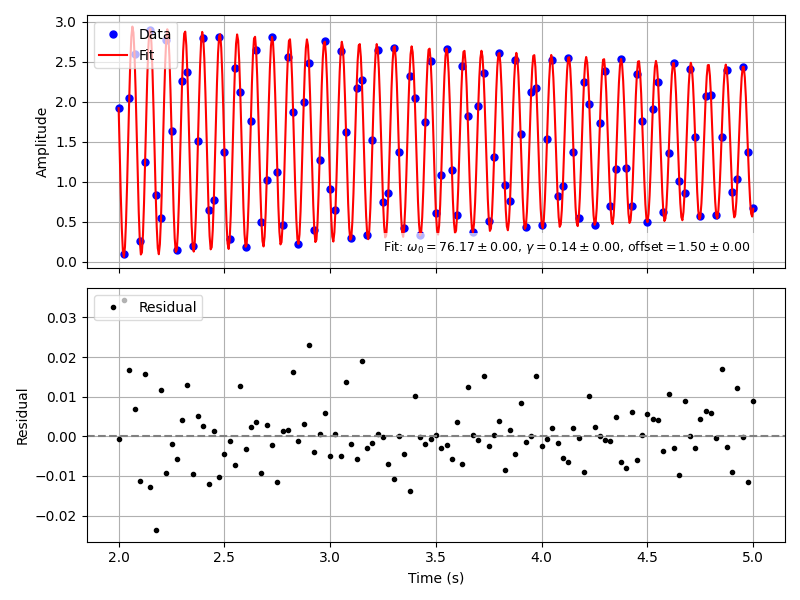 3.0
2.5
2.0
1.5
1.0
0.5
0.0
Amplitude
Data
Fit
Fit: ω₀ = 76.17 ± 0.00, γ = 0.14 ± 0.00, offset = 1.50 ± 0.00
0.03
0.02
0.01
0.00
−0.01
−0.02
Residual
Residual
2.0 2.5 3.0 3.5 4.0 4.5 5.0
Time (s)